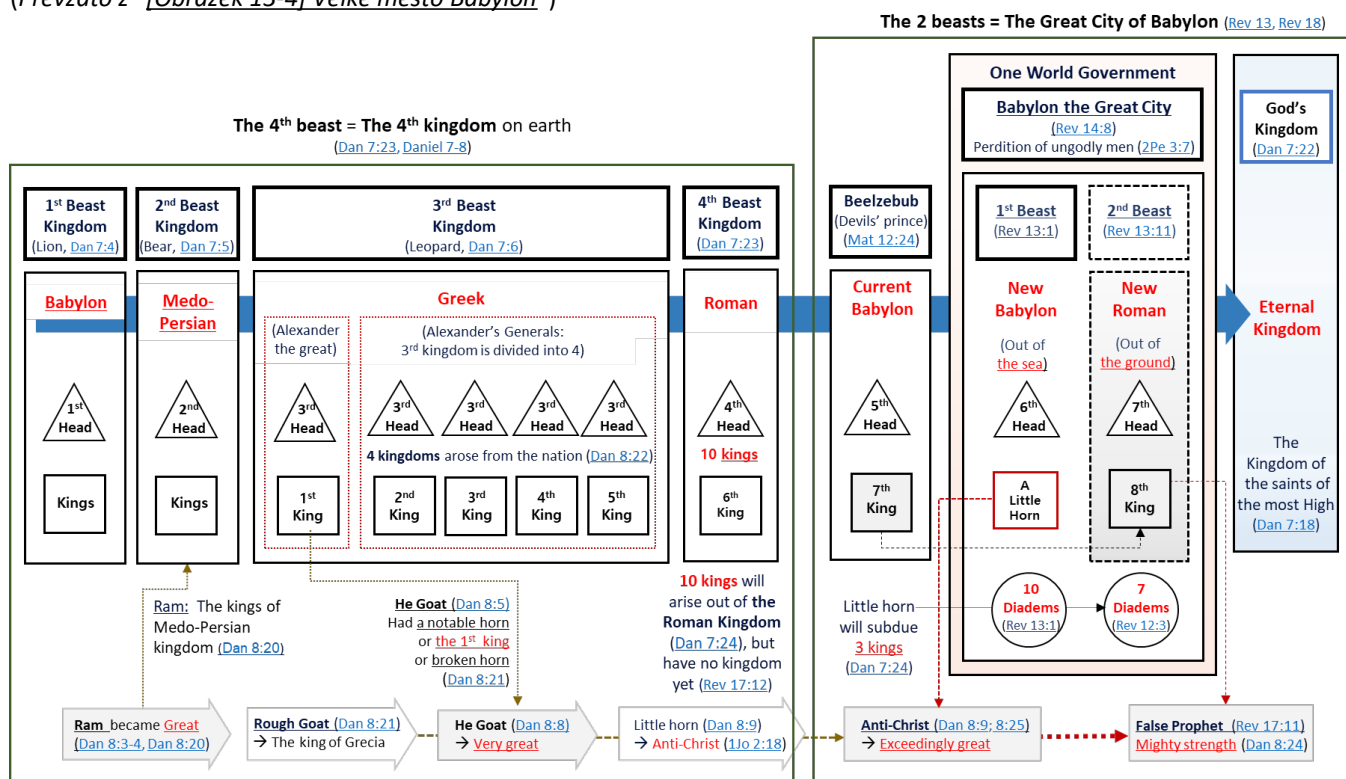 (Převzato z "[Obrázek 13-4] Velké město Babylon")
The 2 beasts = The Great City of Babylon (Rev 13, Rev 18)
The 4th beast = The 4th kingdom on earth
(Dan 7:23, Daniel 7-8)
1st Beast
Kingdom
(Lion, Dan 7:4)
2nd Beast
Kingdom
(Bear, Dan 7:5)
3rd Beast
Kingdom
(Leopard, Dan 7:6)
4th Beast
Kingdom
(Dan 7:23)
Babylon
Medo-
Persian
Greek
Roman
(Alexander
the great)
(Alexander's Generals:
3rd kingdom is divided into 4)
1st
Head
2nd
Head
3rd
Head
3rd
Head
3rd
Head
3rd
Head
3rd
Head
4th
Head
4 kingdoms arose from the nation (Dan 8:22)
10 kings
Kings
Kings
1st
King
2nd
King
3rd
King
4th
King
5th
King
6th
King
Ram: The kings of
Medo-Persian
kingdom (Dan 8:20)
He Goat (Dan 8:5)
Had a notable horn
or the 1st king
or broken horn
(Dan 8:21)
10 kings will
arise out of the
Roman Kingdom
(Dan 7:24), but
have no kingdom
yet (Rev 17:12)
Ram became Great
(Dan 8:3-4, Dan 8:20)
Rough Goat (Dan 8:21)
→ The king of Grecia
He Goat (Dan 8:8)
→ Very great
Little horn (Dan 8:9)
→ Anti-Christ (1Jo 2:18)
One World Government
Babylon the Great City
(Rev 14:8)
Perdition of ungodly men (2Pe 3:7)
God's
Kingdom
(Dan 7:22)
Beelzebub
(Devils' prince)
(Mat 12:24)
1st Beast
(Rev 13:1)
2nd Beast
(Rev 13:11)
Current
Babylon
New
Babylon
New
Roman
Eternal
Kingdom
(Out of
the sea)
(Out of
the ground)
5th
Head
6th
Head
7th
Head
7th
King
A
Little
Horn
8th
King
The
Kingdom of
the saints of
the most High
(Dan 7:18)
Little horn
will subdue
3 kings
(Dan 7:24)
10
Diadems
(Rev 13:1)
7
Diadems
(Rev 12:3)
Anti-Christ (Dan 8:9; 8:25)
→ Exceedingly great
False Prophet (Rev 17:11)
Mighty strength (Dan 8:24)